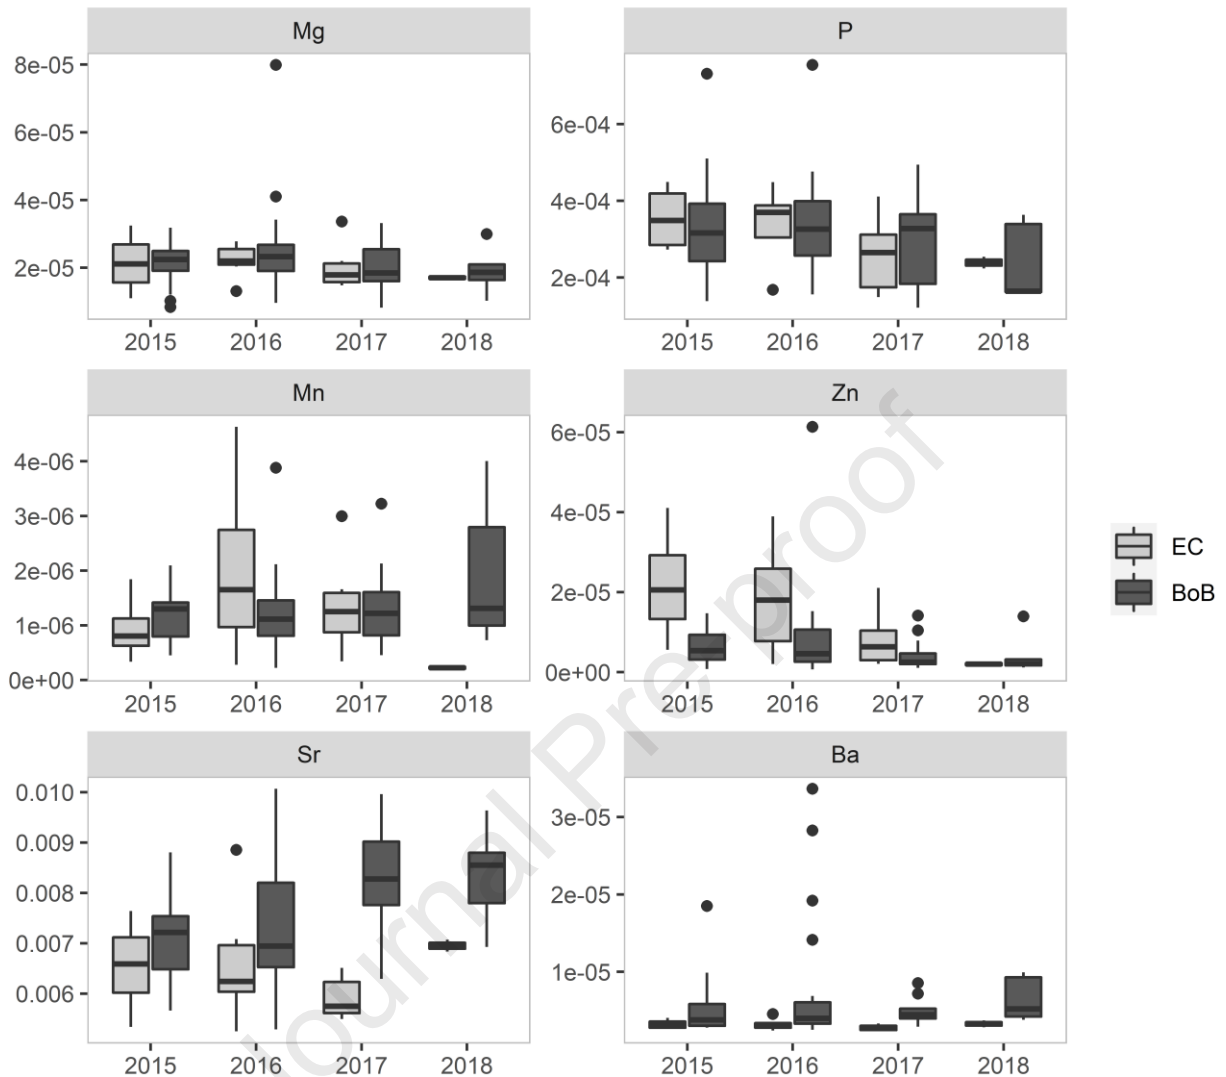 Mg
P
8e-05
6e-05
4e-05
2e-05
6e-04
4e-04
2e-04
2015 2016 2017 2018
2015 2016 2017 2018
Mn
Zn
4e-06
3e-06
2e-06
1e-06
0e+00
6e-05
4e-05
2e-05
0e+00
2015 2016 2017 2018
2015 2016 2017 2018
EC
BoB
Sr
Ba
0.010
0.009
0.008
0.007
0.006
3e-05
2e-05
1e-05
2015 2016 2017 2018
2015 2016 2017 2018
Journal Pre-proof